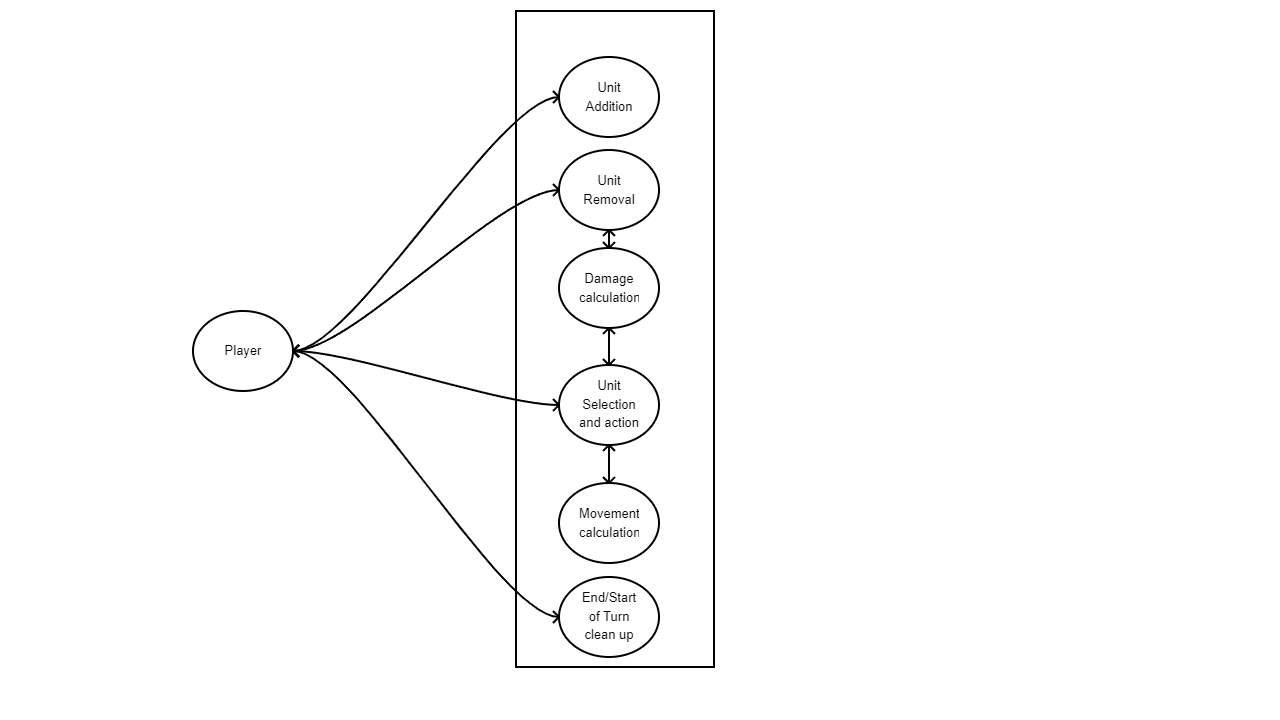 Unit
Addition
Unit
Removal
Damage
calculation
Player
Unit
Selection
and action
Movement
calculation
End/Start
of Turn
clean up